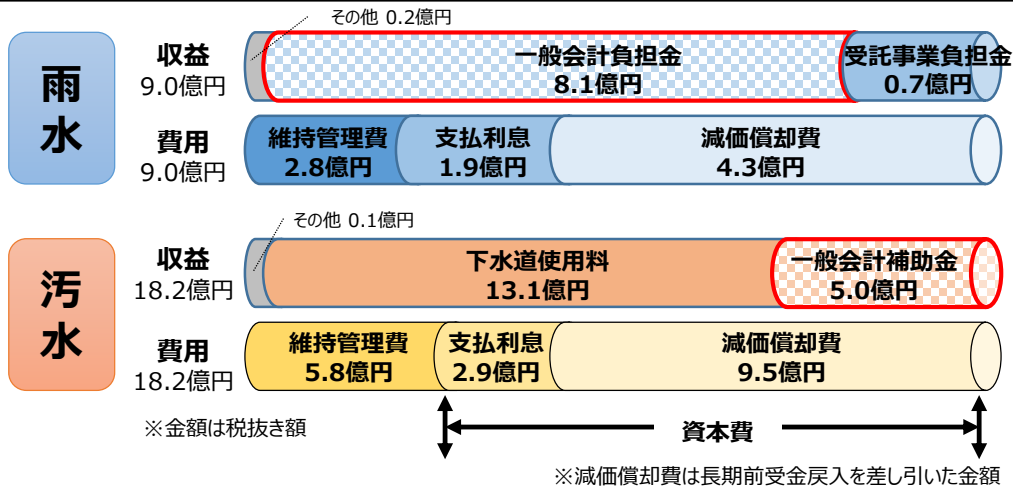 その他 0.2億円
雨水
収益
9.0億円
一般会計負担金
8.1億円
受託事業負担金
0.7億円
費用
9.0億円
維持管理費
2.8億円
支払利息
1.9億円
減価償却費
4.3億円
その他 0.1億円
汚水
収益
18.2億円
下水道使用料
13.1億円
一般会計補助金
5.0億円
費用
18.2億円
維持管理費
5.8億円
支払利息
2.9億円
減価償却費
9.5億円
※金額は税抜き額
資本費
※減価償却費は長期前受金戻入を差し引いた金額